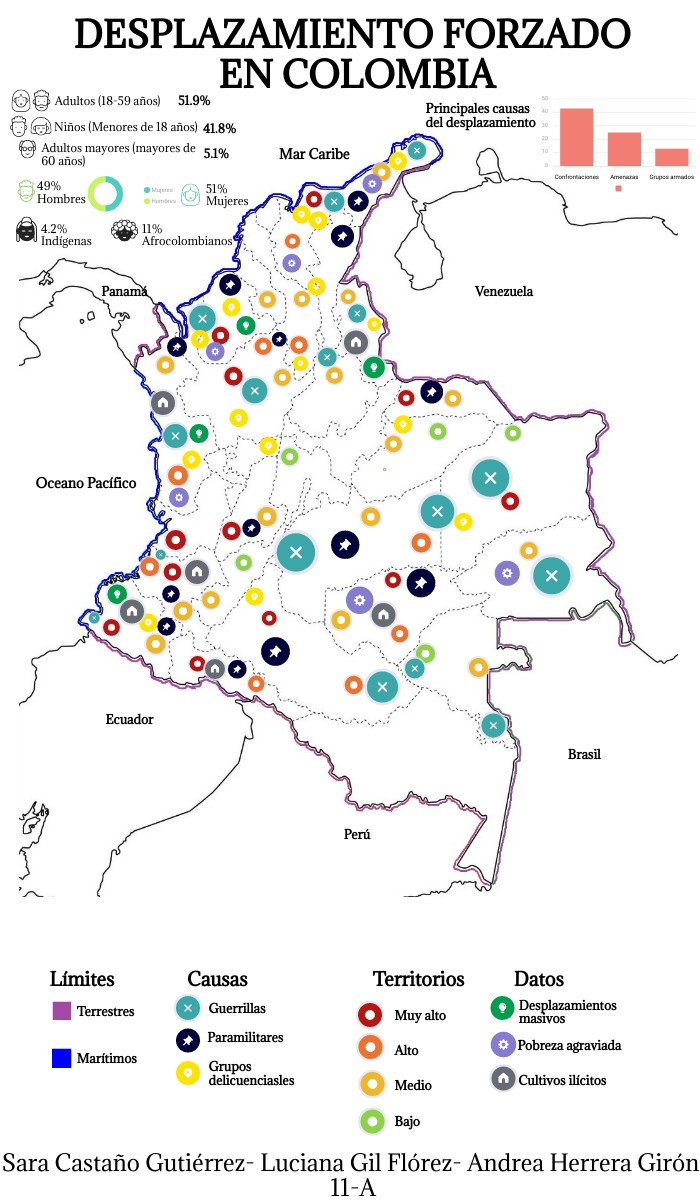 DESPLAZAMIENTO FORZADO
EN COLOMBIA
Adultos (18-59 años) 51.9%
Niños (Menores de 18 años) 41.8%
Adultos mayores (mayores de
60 años)
5.1%
49%
Hombres
Mujeres
Hombres
51%
Mujeres
4.2%
Indígenas
11%
Afrocolombianos
Principales causas
del desplazamiento
50
40
30
20
10
0
Confrontaciones
Amenazas
Grupos armados
Mar Caribe
Panamá
Venezuela
Oceano Pacífico
Ecuador
Brasil
Perú
Límites
Terrestres
Marítimos
Causas
Guerrillas
Paramilitares
Grupos
delicuenciasles
Territorios
Muy alto
Alto
Medio
Bajo
Datos
Desplazamientos
masivos
Pobreza agraviada
Cultivos ilícitos
Sara Castaño Gutiérrez- Luciana Gil Flórez- Andrea Herrera Girón
11-A